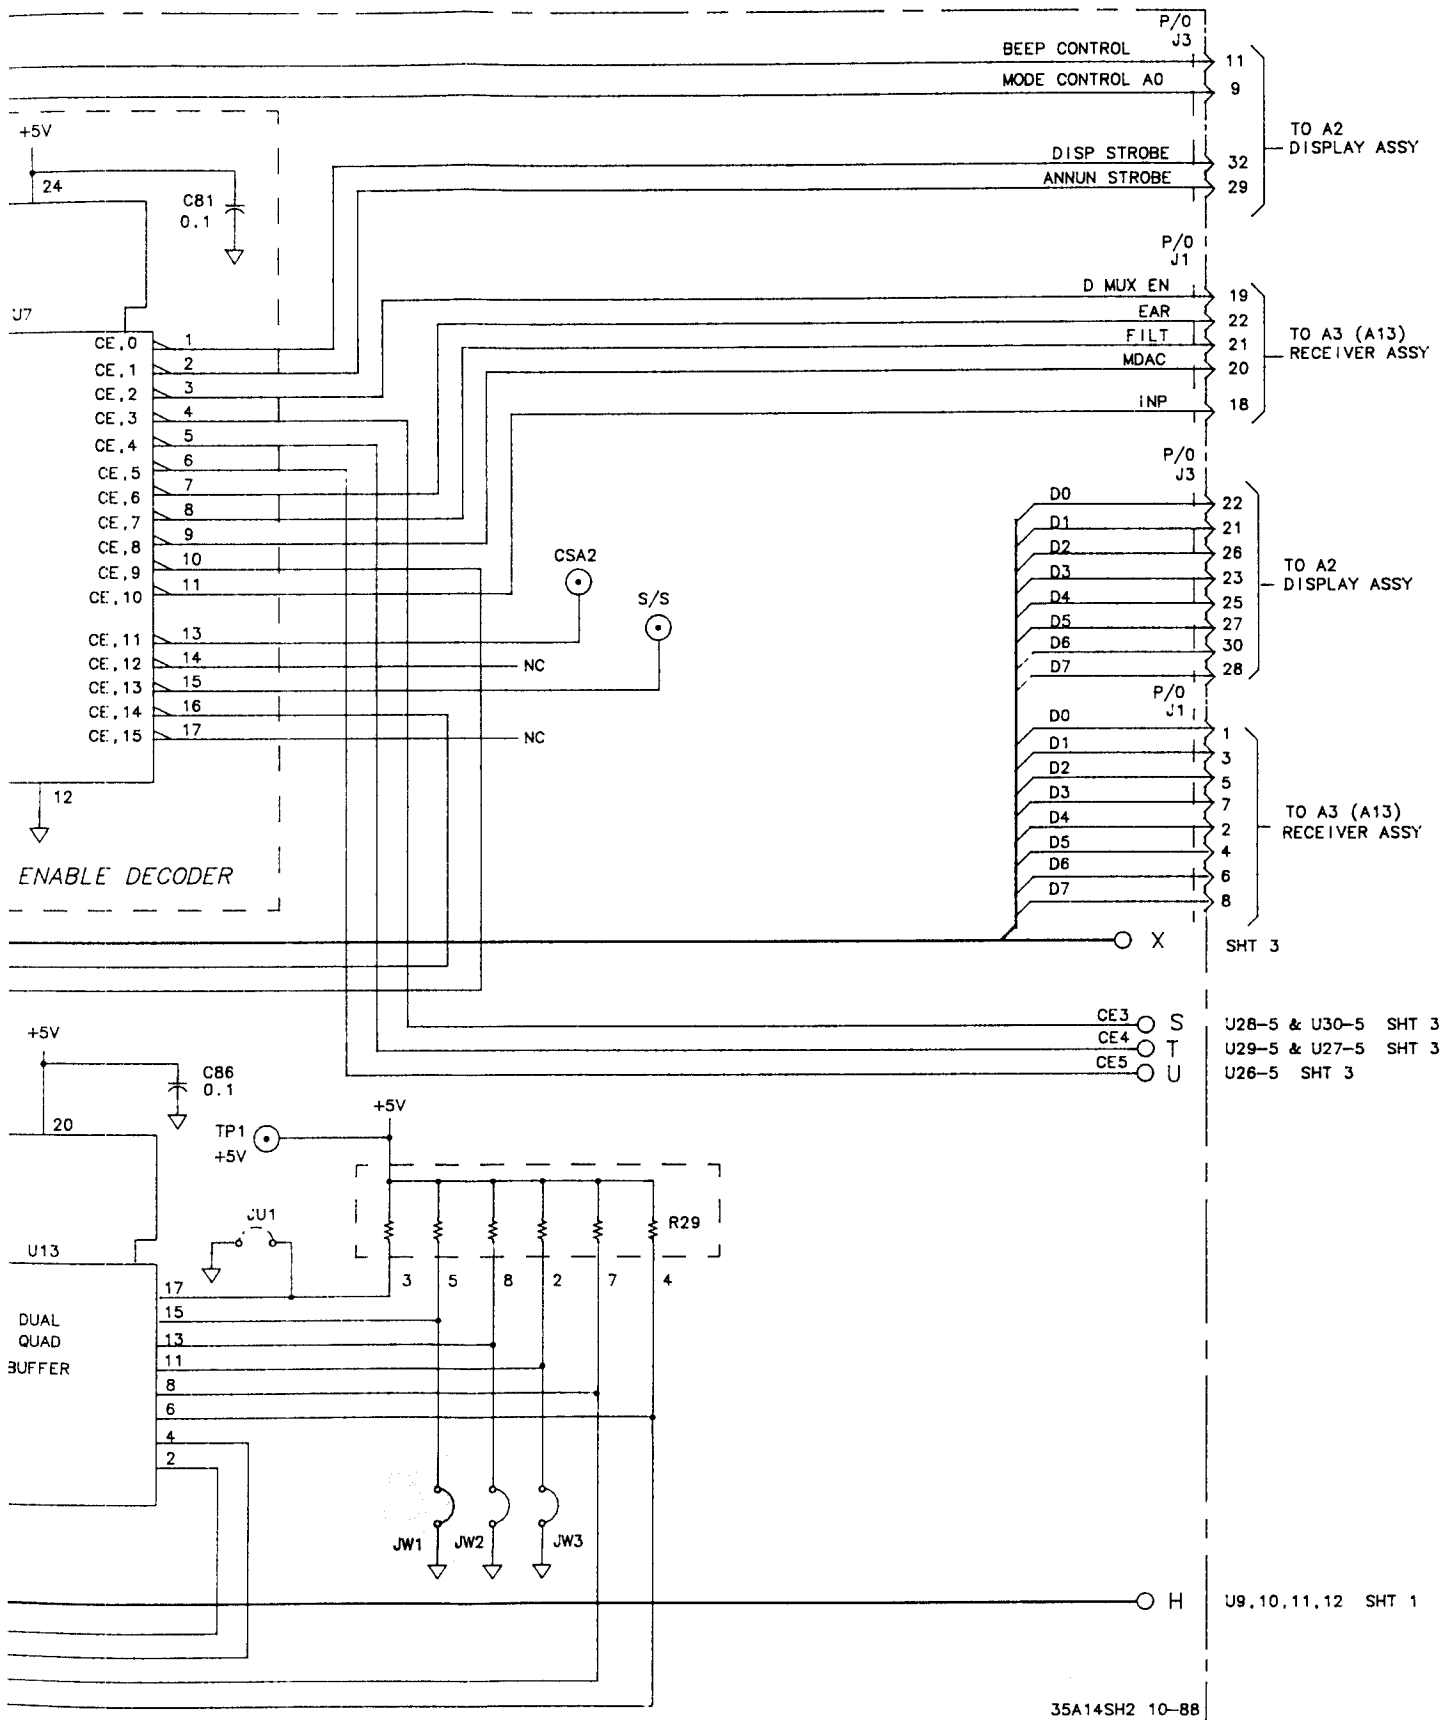 P/O
J3
BEEP CONTROL 11
MODE CONTROL A0 9
TO A2
DISPLAY ASSY
DISP STROBE 32
ANNUN STROBE 29
+5V
24
C81
0.1
P/O
J1
D MUX EN 19
EAR 22
FILT 21
MDAC 20
INP 18
TO A3 (A13)
RECEIVER ASSY
U7
CE,0 1
CE,1 2
CE,2 3
CE,3 4
CE,4 5
CE,5 6
CE,6 7
CE,7 8
CE,8 9
CE,9 10
CE,10 11
CE,11 13
CE,12 14 NC
CE,13 15
CE,14 16
CE,15 17 NC
12
CSA2
S/S
P/O
J3
D0 22
D1 21
D2 26
D3 23
D4 25
D5 27
D6 30
D7 28
TO A2
DISPLAY ASSY
P/O
J1
D0 1
D1 3
D2 5
D3 7
D4 2
D5 4
D6 6
D7 8
TO A3 (A13)
RECEIVER ASSY
ENABLE DECODER
X SHT 3
CE3 S U28-5 & U30-5 SHT 3
CE4 T U29-5 & U27-5 SHT 3
CE5 U U26-5 SHT 3
+5V
C86
0.1
20
+5V
TP1
+5V
R29
JU1
U13
3 5 8 2 7 4
DUAL
QUAD
BUFFER
17
15
13
11
8
6
4
2
JW1 JW2 JW3
H U9,10,11,12 SHT 1
35A14SH2 10-88